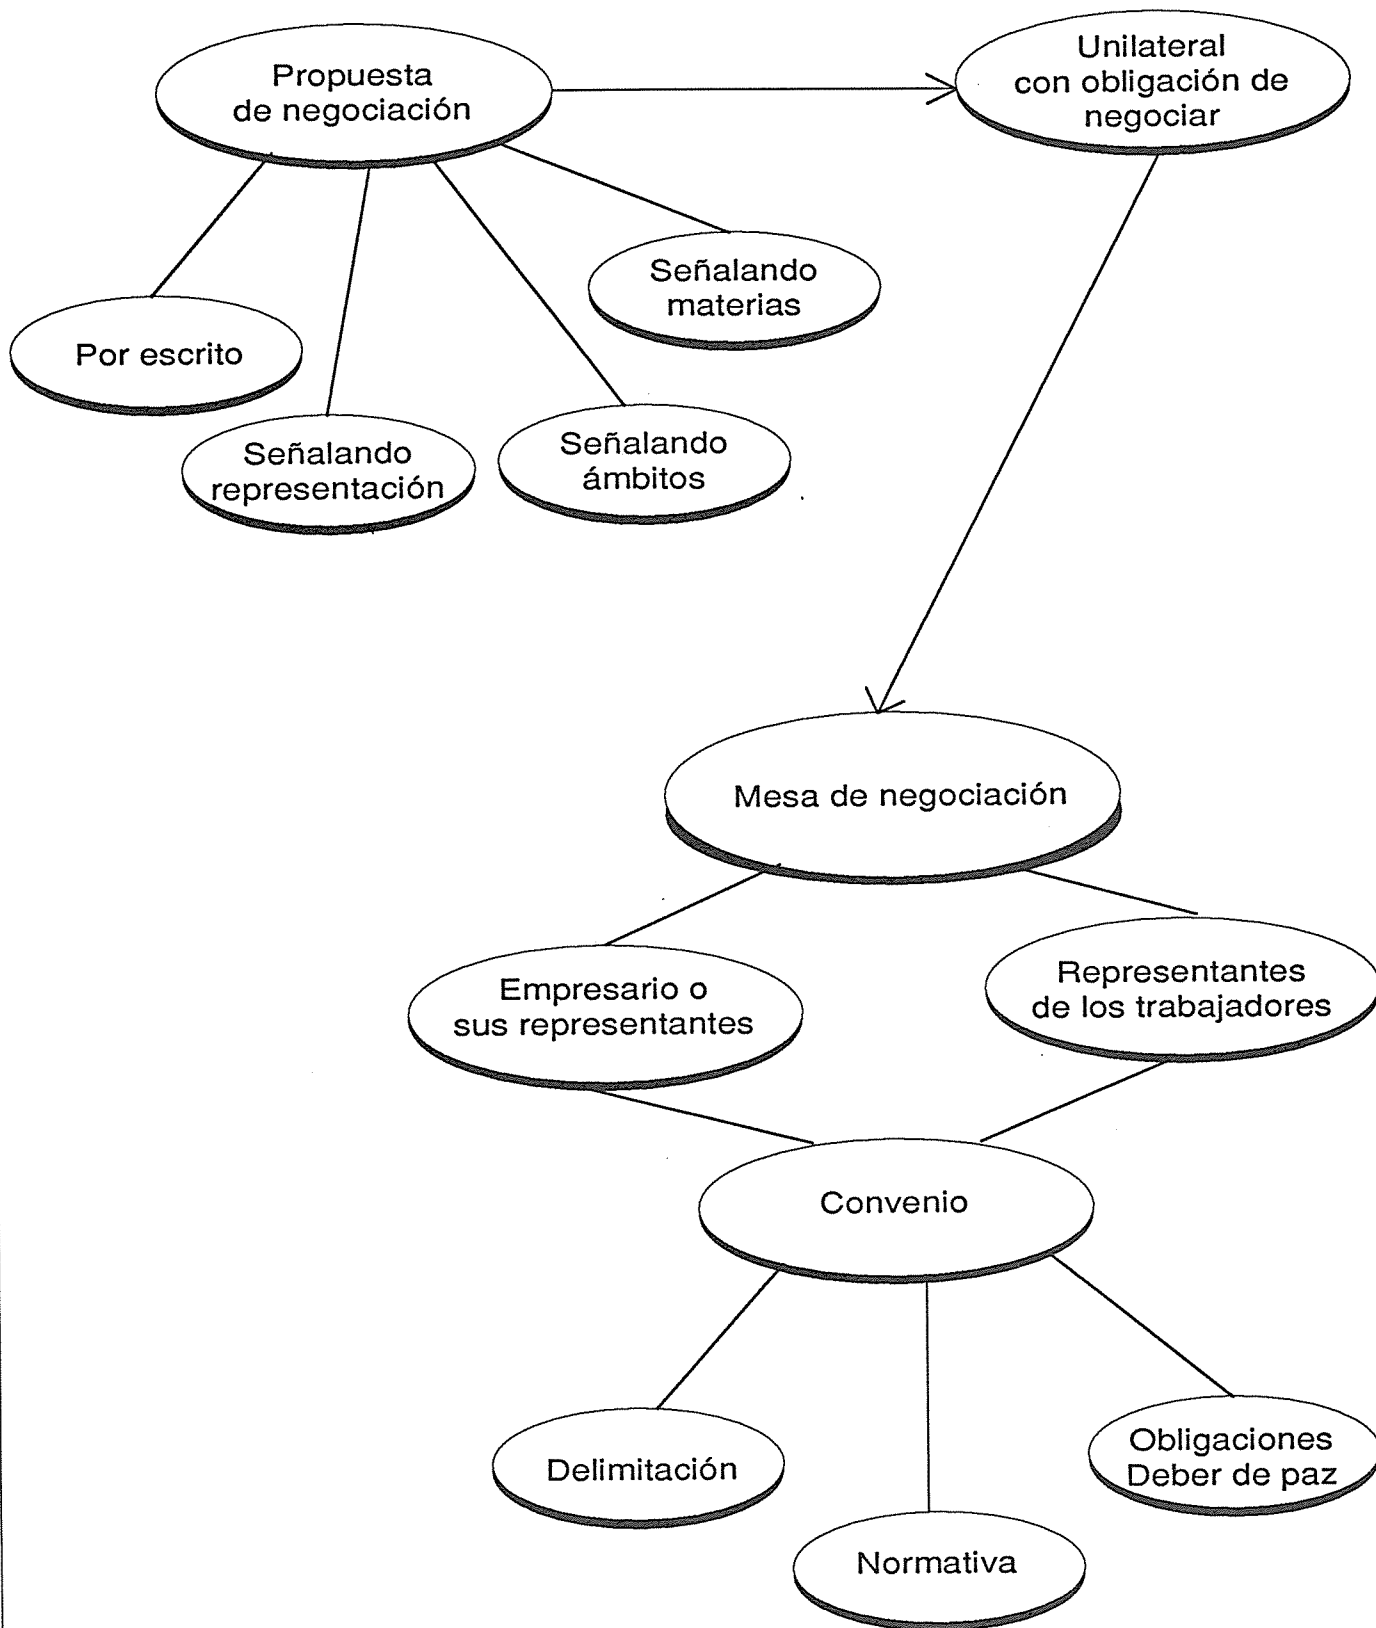 Propuesta
de negociación
Unilateral
con obligación de
negociar
Señalando
materias
Por escrito
Señalando
representación
Señalando
ámbitos
Mesa de negociación
Empresario o
sus representantes
Representantes
de los trabajadores
Convenio
Delimitación
Normativa
Obligaciones
Deber de paz